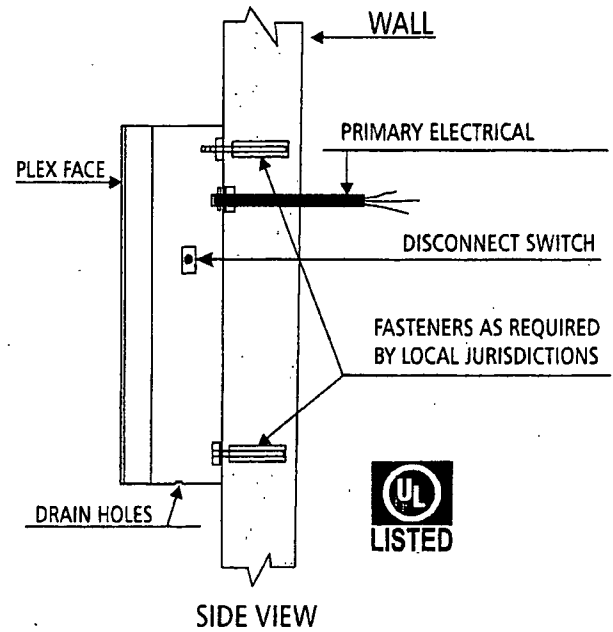 WALL
PRIMARY ELECTRICAL
PLEX FACE
DISCONNECT SWITCH
FASTENERS AS REQUIRED
BY LOCAL JURISDICTIONS
DRAIN HOLES
UL
LISTED
SIDE VIEW